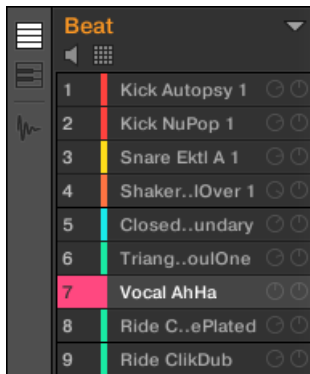 Beat
1 Kick Autopsy 1
2 Kick NuPop 1
3 Snare Ektl A 1
4 Shaker..lOver 1
5 Closed..undary
6 Triang..oulOne
7 Vocal AhHa
8 Ride C..ePlated
9 Ride ClikDub